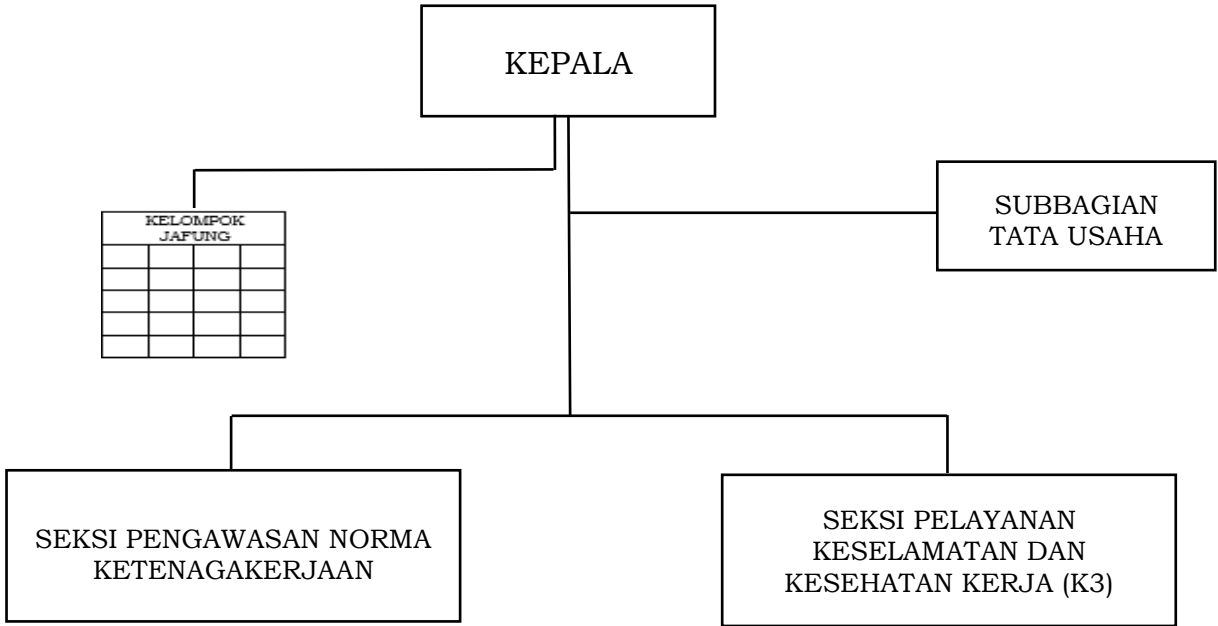 KEPALA
KELOMPOK
JAFUNG
SUBBAGIAN
TATA USAHA
SEKSI PENGAWASAN NORMA
KETENAGAKERJAAN
SEKSI PELAYANAN
KESELAMATAN DAN
KESEHATAN KERJA (K3)